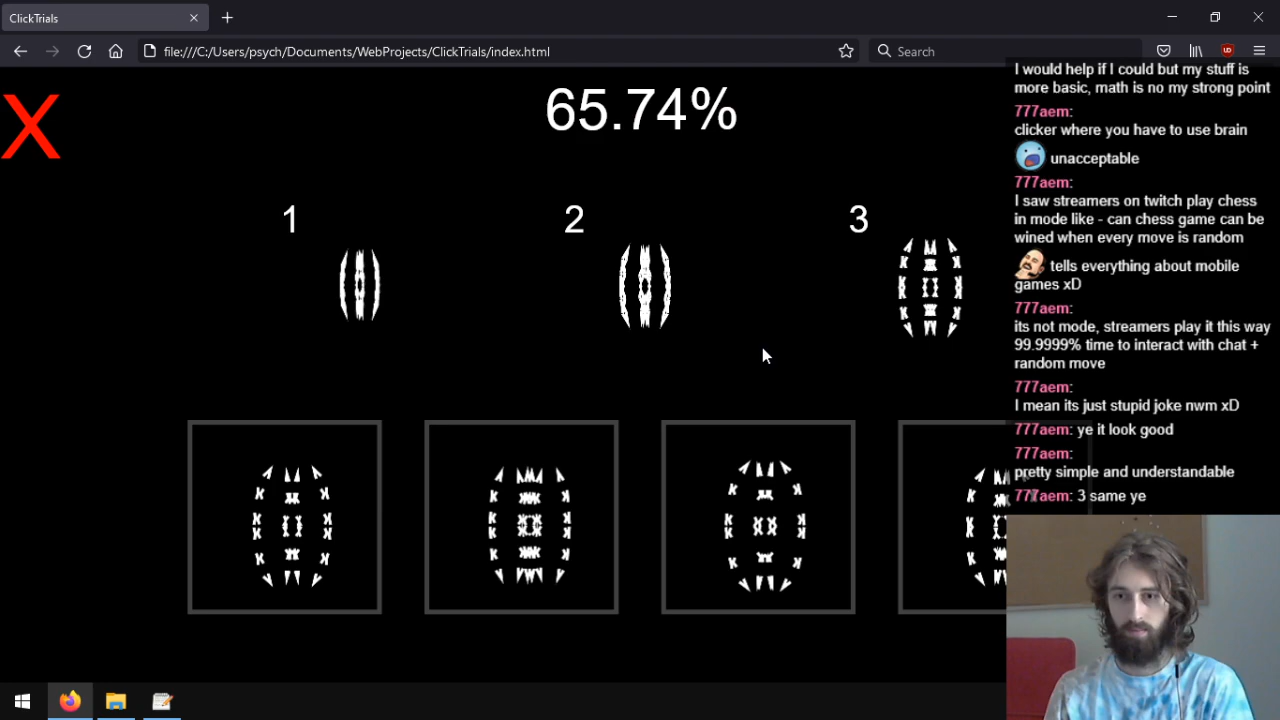 ClickTrials
file:///C:/Users/psych/Documents/WebProjects/ClickTrials/index.html
Search
X
65.74%
1
2
3
I would help if I could but my stuff is
more basic, math is no my strong point
777aem:
clicker where you have to use brain
unacceptable
777aem:
I saw streamers on twitch play chess
in mode like - can chess game can be
wined when every move is random
tells everything about mobile
games xD
777aem:
its not mode, streamers play it this way
99.9999% time to interact with chat +
random move
777aem:
I mean its just stupid joke nwm xD
777aem: ye it look good
777aem:
pretty simple and understandable
777aem: 3 same ye